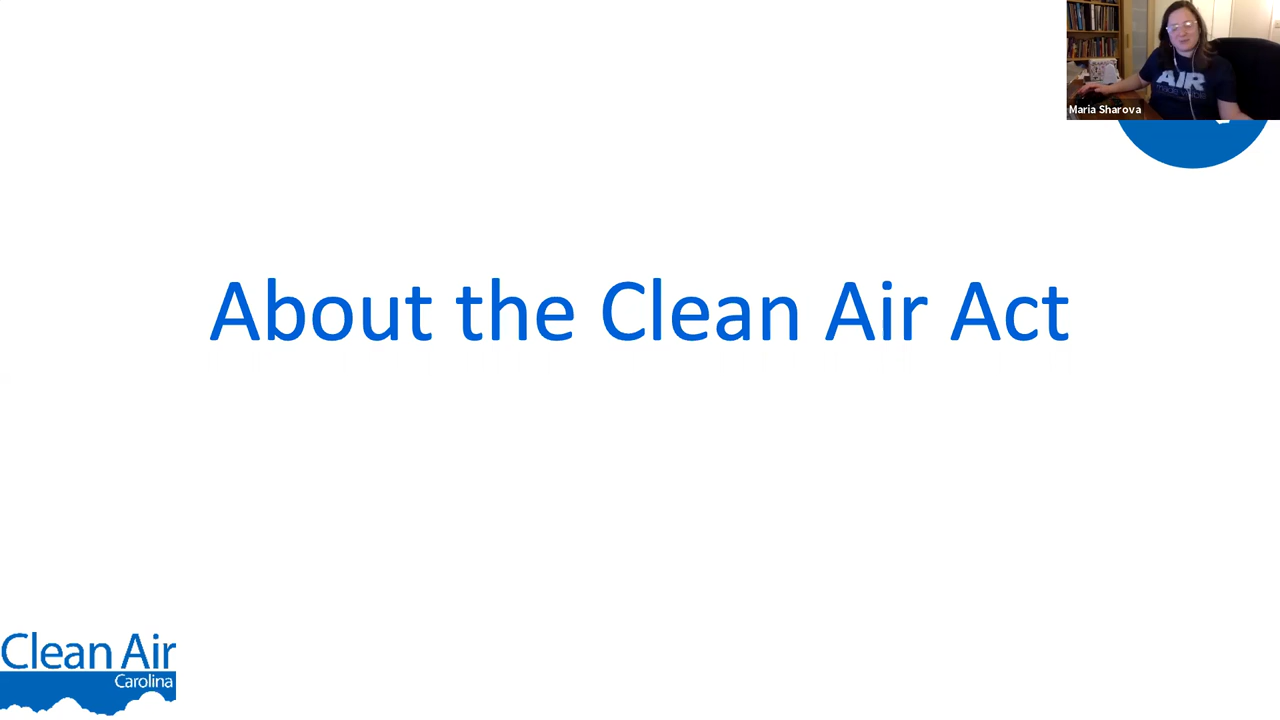 AIR
Maria Sharova
About the Clean Air Act
Clean Air
Carolina